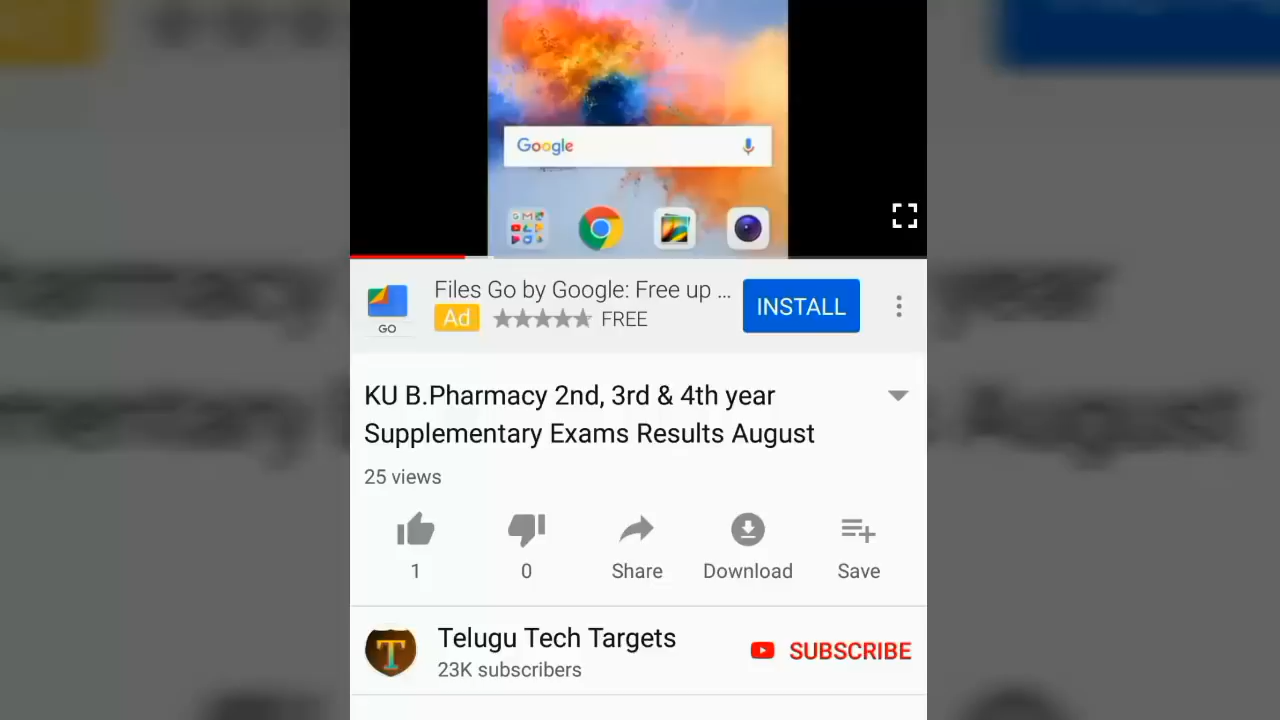 Google
Files Go by Google: Free up ...
GO
Ad
FREE
INSTALL
KU B.Pharmacy 2nd, 3rd & 4th year
Supplementary Exams Results August
25 views
1
0
Share
Download
Save
T
Telugu Tech Targets
23K subscribers
SUBSCRIBE